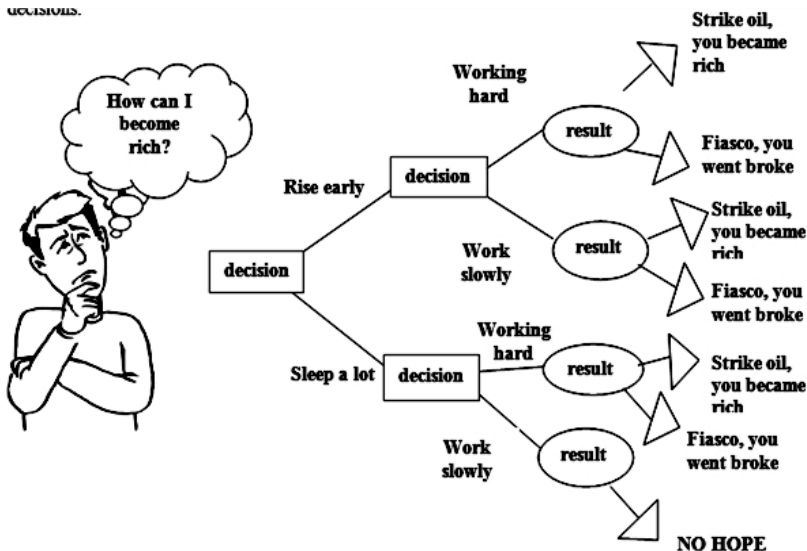 decisions.
How can I
become
rich?
Strike oil,
you became
rich
Working
hard
result
Fiasco, you
went broke
decision
Rise early
Strike oil,
you became
rich
Work
slowly
result
decision
Fiasco, you
went broke
Working
hard
Sleep a lot
decision
result
Strike oil,
you became
rich
Fiasco, you
went broke
Work
slowly
result
NO HOPE